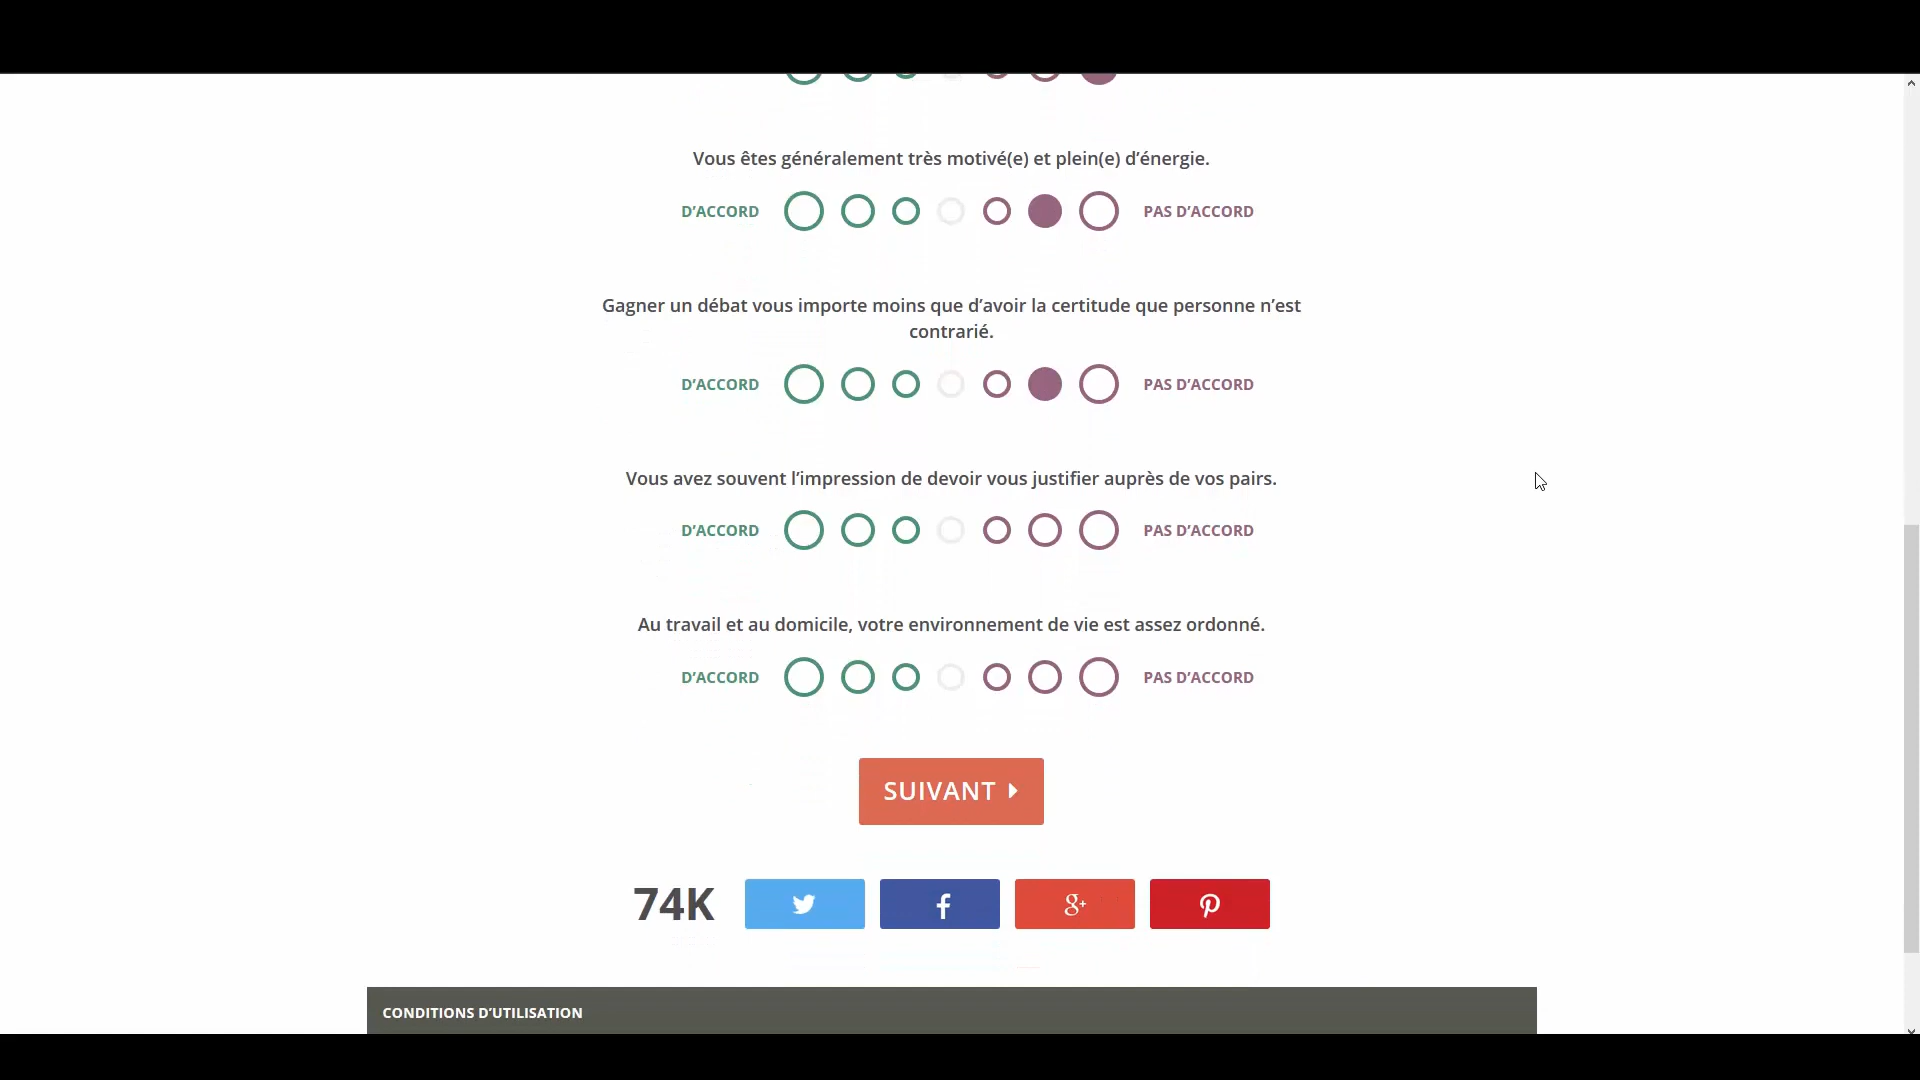 Vous êtes généralement très motivé(e) et plein(e) d’énergie.
D’ACCORD PAS D’ACCORD
Gagner un débat vous importe moins que d’avoir la certitude que personne n’est
contrarié.
D’ACCORD PAS D’ACCORD
Vous avez souvent l’impression de devoir vous justifier auprès de vos pairs.
D’ACCORD PAS D’ACCORD
Au travail et au domicile, votre environnement de vie est assez ordonné.
D’ACCORD PAS D’ACCORD
SUIVANT
74K
CONDITIONS D’UTILISATION